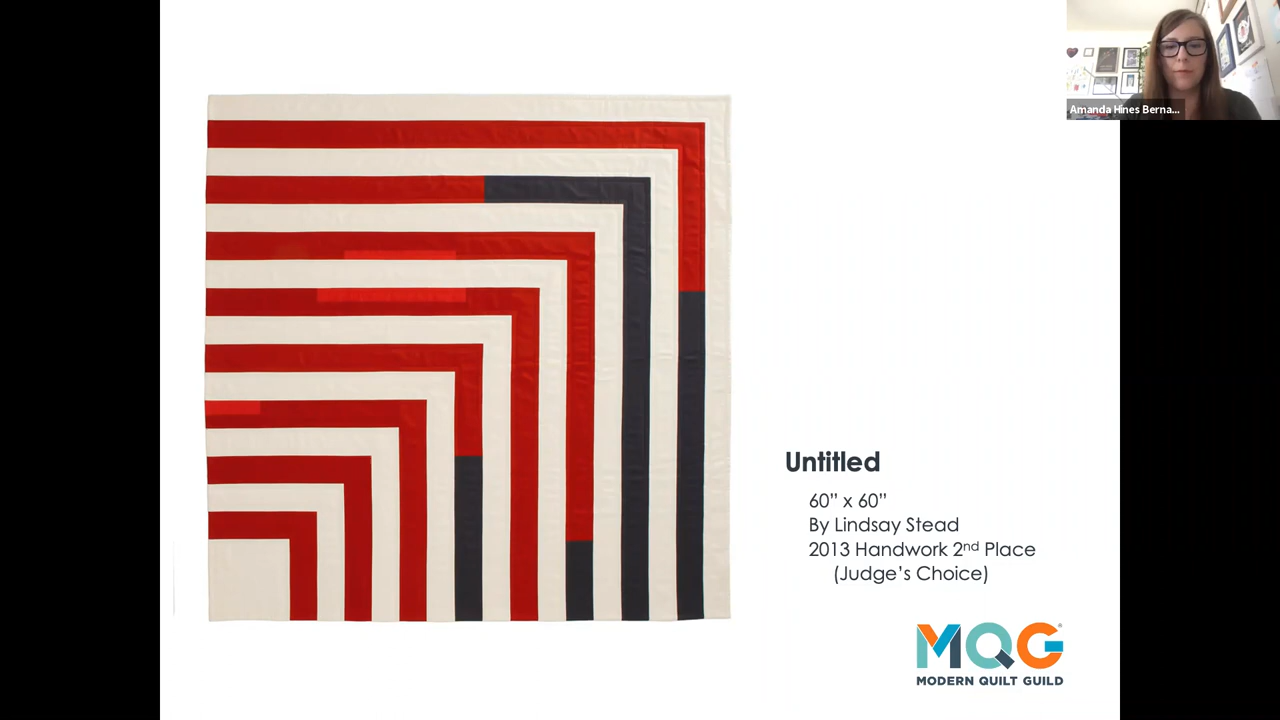 Amanda Hines Berna...
Untitled
60” x 60”
By Lindsay Stead
2013 Handwork 2nd Place
(Judge’s Choice)
MQG
MODERN QUILT GUILD